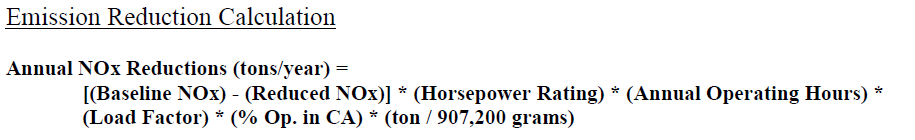 Emission Reduction Calculation
Annual NOx Reductions (tons/year) =
[(Baseline NOx) - (Reduced NOx)] * (Horsepower Rating) * (Annual Operating Hours) *
(Load Factor) * (% Op. in CA) * (ton / 907,200 grams)